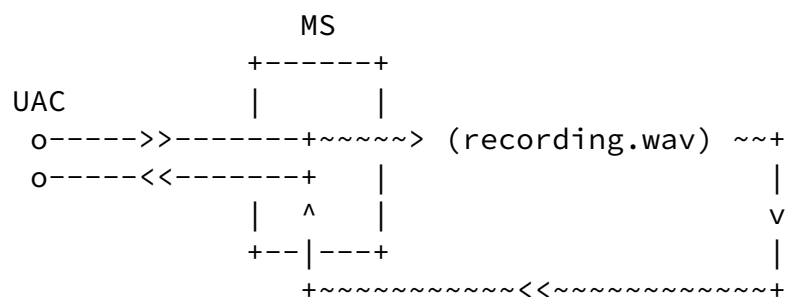 MS
+------+
UAC | |
o----->>-------+~~~~~> (recording.wav) ~~+
o-----<<-------+ | |
| ^ | v
+--|---+ |
+~~~~~~~~~~~<<~~~~~~~~~~~~+